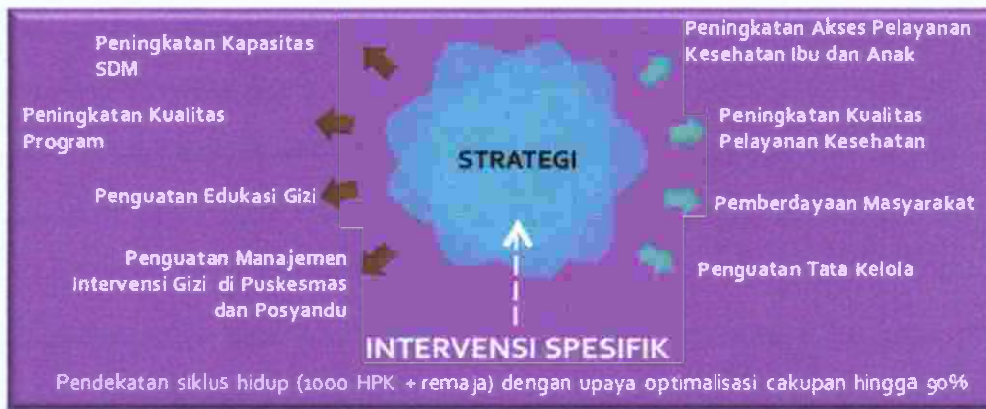 Peningkatan Kapasitas
SDM
Peningkatan Kualitas
Program
Penguatan Edukasi Gizi
Penguatan Manajemen
Intervensi Gizi di Puskesmas
dan Posyandu
STRATEGI
Peningkatan Akses Pelayanan
Kesehatan Ibu dan Anak
Peningkatan Kualitas
Pelayanan Kesehatan
Pemberdayaan Masyarakat
Penguatan Tata Kelola
INTERVENSI SPESIFIK
Pendekatan siklus hidup (1000 HPK + remaja) dengan upaya optimalisasi cakupan hingga 90%